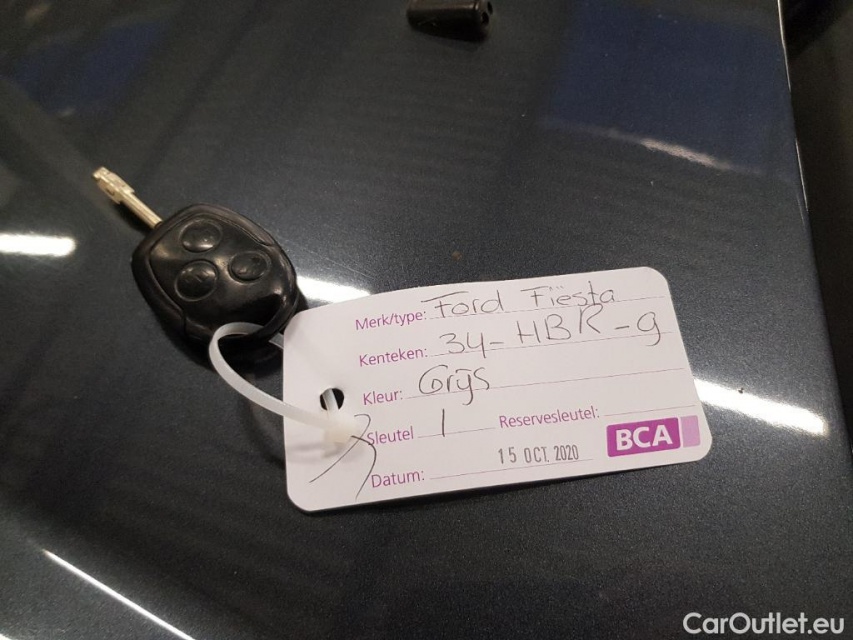 Merk/type: Ford Fiësta
Kenteken: 34-HBR-9
Kleur: Grijs
Sleutel 1 Reservesleutel:
Datum: 15 OCT. 2020
BCA
CarOutlet.eu